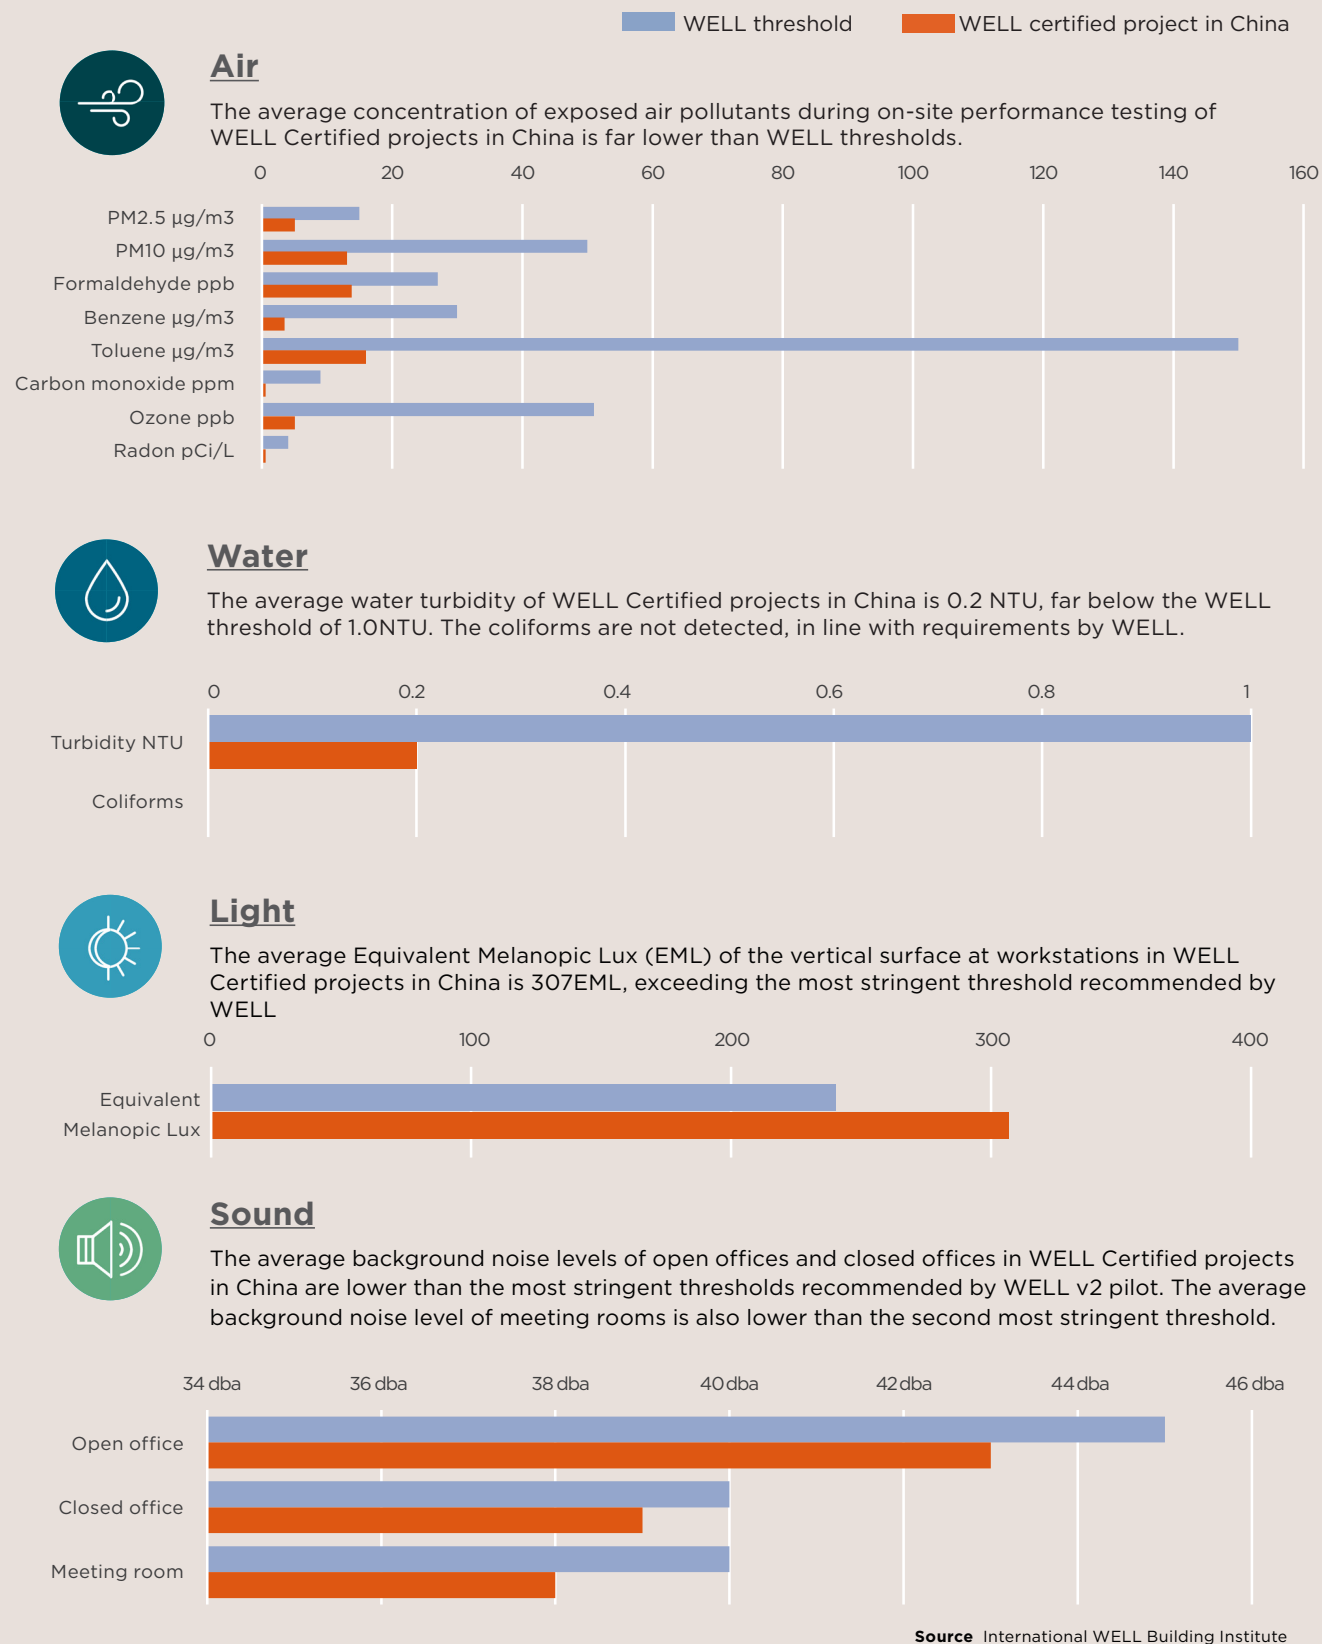 WELL threshold WELL certified project in China
Air
The average concentration of exposed air pollutants during on-site performance testing of
WELL Certified projects in China is far lower than WELL thresholds.
0 20 40 60 80 100 120 140 160
PM2.5 µg/m3
PM10 µg/m3
Formaldehyde ppb
Benzene µg/m3
Toluene µg/m3
Carbon monoxide ppm
Ozone ppb
Radon pCi/L
Water
The average water turbidity of WELL Certified projects in China is 0.2 NTU, far below the WELL
threshold of 1.0NTU. The coliforms are not detected, in line with requirements by WELL.
0 0.2 0.4 0.6 0.8 1
Turbidity NTU
Coliforms
Light
The average Equivalent Melanopic Lux (EML) of the vertical surface at workstations in WELL
Certified projects in China is 307EML, exceeding the most stringent threshold recommended by
WELL
0 100 200 300 400
Equivalent
Melanopic Lux
Sound
The average background noise levels of open offices and closed offices in WELL Certified projects
in China are lower than the most stringent thresholds recommended by WELL v2 pilot. The average
background noise level of meeting rooms is also lower than the second most stringent threshold.
34 dba 36 dba 38 dba 40 dba 42 dba 44 dba 46 dba
Open office
Closed office
Meeting room
Source International WELL Building Institute